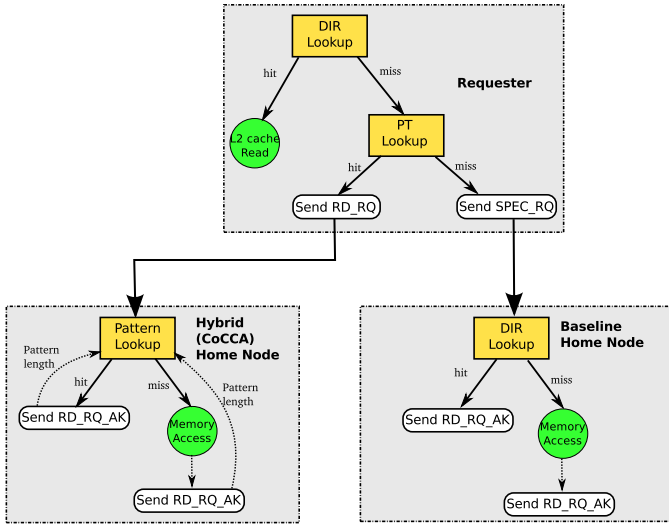 DIR
Lookup
hit
miss
Requester
L2 cache
Read
PT
Lookup
hit
miss
Send RD_RQ
Send SPEC_RQ
Pattern
Lookup
Hybrid
(CoCCA)
Home Node
Pattern
length
hit
miss
Pattern
length
Send RD_RQ_AK
Memory
Access
Send RD_RQ_AK
DIR
Lookup
Baseline
Home Node
hit
miss
Send RD_RQ_AK
Memory
Access
Send RD_RQ_AK